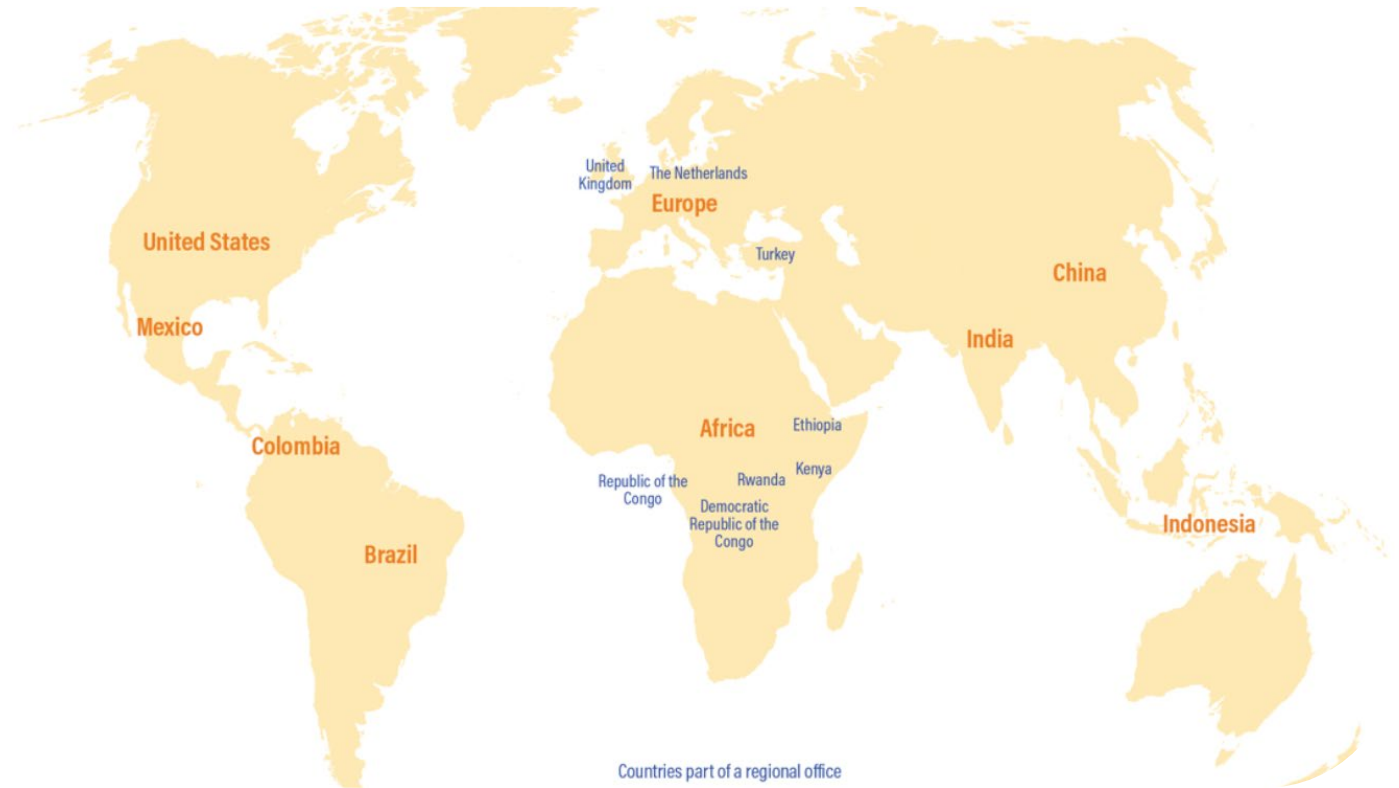 United
Kingdom
The Netherlands
Europe
United States
Turkey
China
Mexico
India
Africa
Ethiopia
Colombia
Kenya
Republic of the
Congo
Rwanda
Democratic
Republic of the
Congo
Indonesia
Brazil
Countries part of a regional office